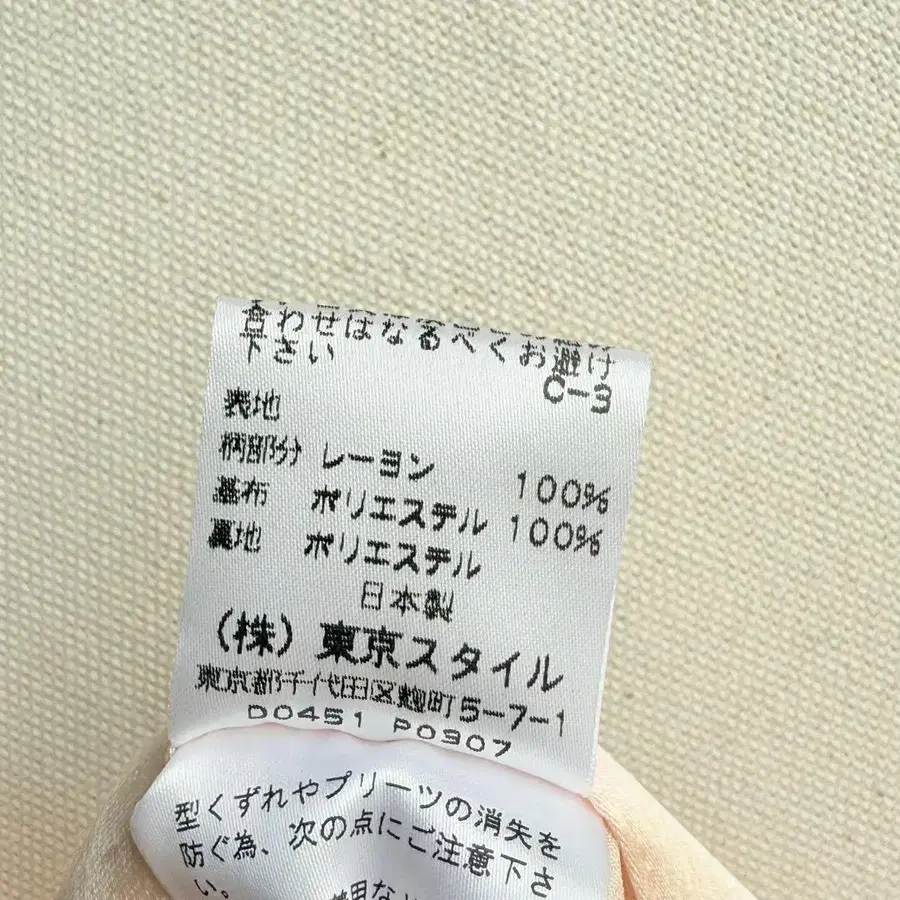 合わせはなるべくお避け
下さい
C-3
表地
柄部分 レーヨン 100%
基布 ポリエステル 100%
裏地 ポリエステル
日本製
(株)東京スタイル
東京都千代田区麹町5-7-1
D0451 P0307
型くずれやプリーツの消失を
防ぐ為、次の点にご注意下さ
い。